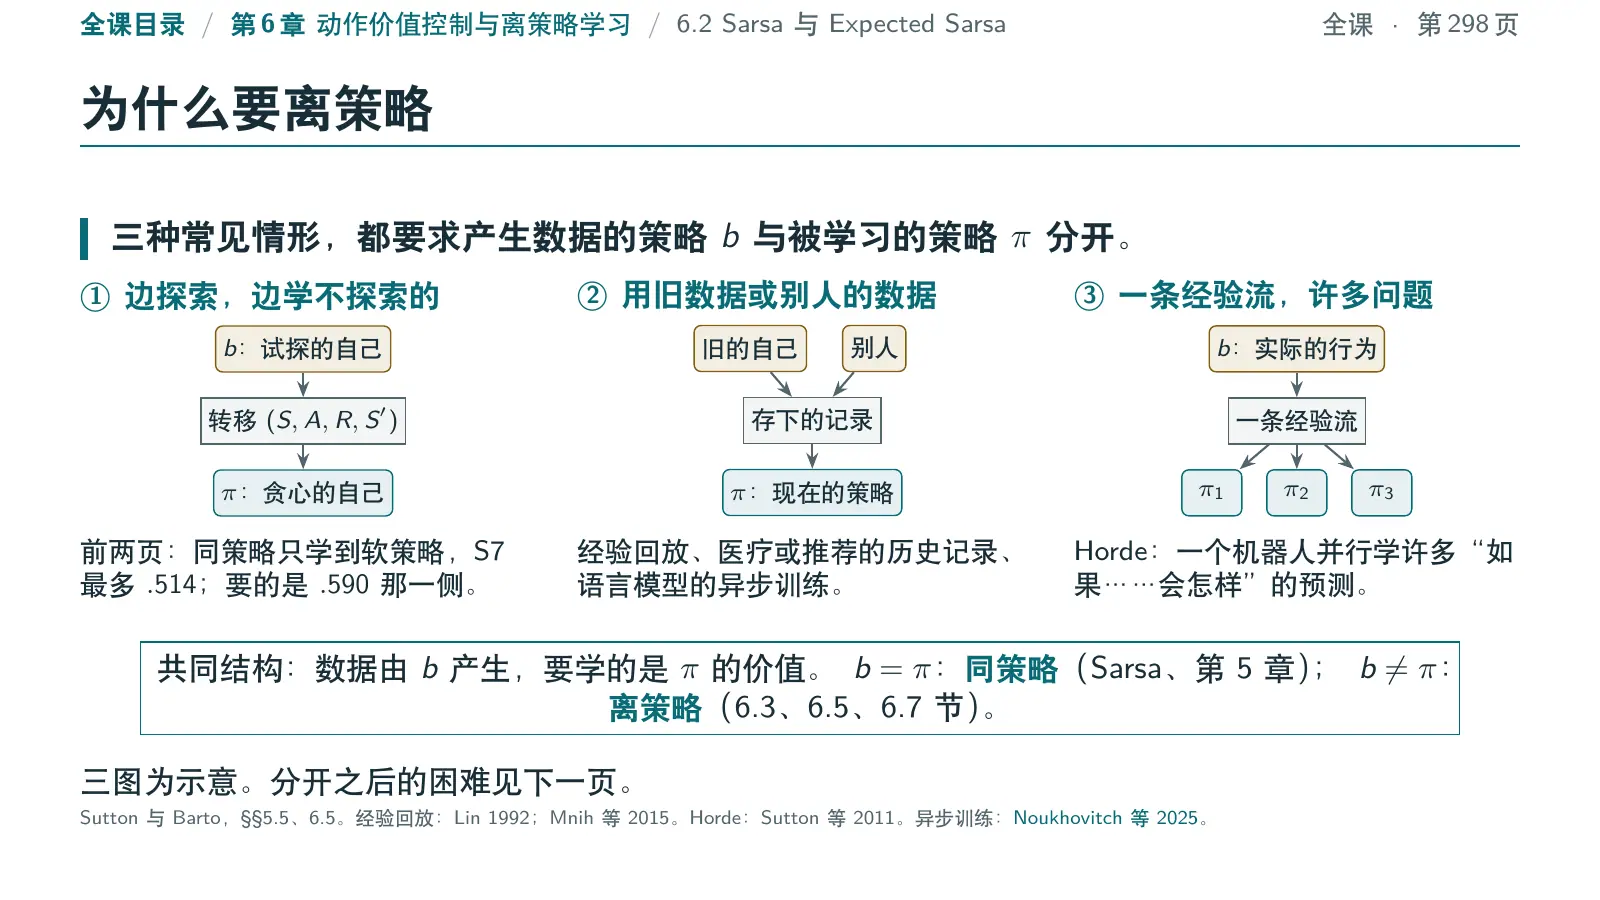 全课目录 / 第 6 章 动作价值控制与离策略学习 / 6.2 Sarsa 与 Expected Sarsa
全课 · 第 298 页
为什么要离策略
三种常见情形，都要求产生数据的策略 b 与被学习的策略 π 分开。
① 边探索，边学不探索的
b：试探的自己
转移 (S, A, R, S′)
π：贪心的自己
前两页：同策略只学到软策略，S7
最多 .514；要的是 .590 那一侧。
② 用旧数据或别人的数据
旧的自己 别人
存下的记录
π：现在的策略
经验回放、医疗或推荐的历史记录、
语言模型的异步训练。
③ 一条经验流，许多问题
b：实际的行为
一条经验流
π1 π2 π3
Horde：一个机器人并行学许多“如
果……会怎样”的预测。
共同结构：数据由 b 产生，要学的是 π 的价值。 b = π：同策略（Sarsa、第 5 章）； b ≠ π：
离策略（6.3、6.5、6.7 节）。
三图为示意。分开之后的困难见下一页。
Sutton 与 Barto，§§5.5、6.5。经验回放：Lin 1992；Mnih 等 2015。Horde：Sutton 等 2011。异步训练：Noukhovitch 等 2025。